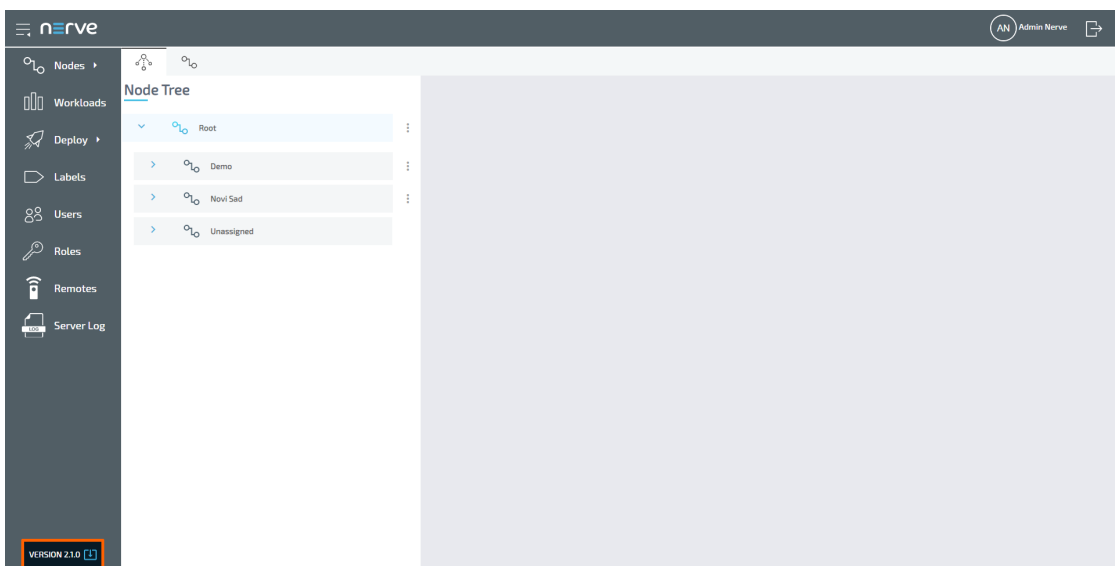 nerve
AN Admin Nerve
Nodes
Workloads
Deploy
Labels
Users
Roles
Remotes
LOG Server Log
VERSION 2.1.0
Node Tree
Root
Demo
Novi Sad
Unassigned